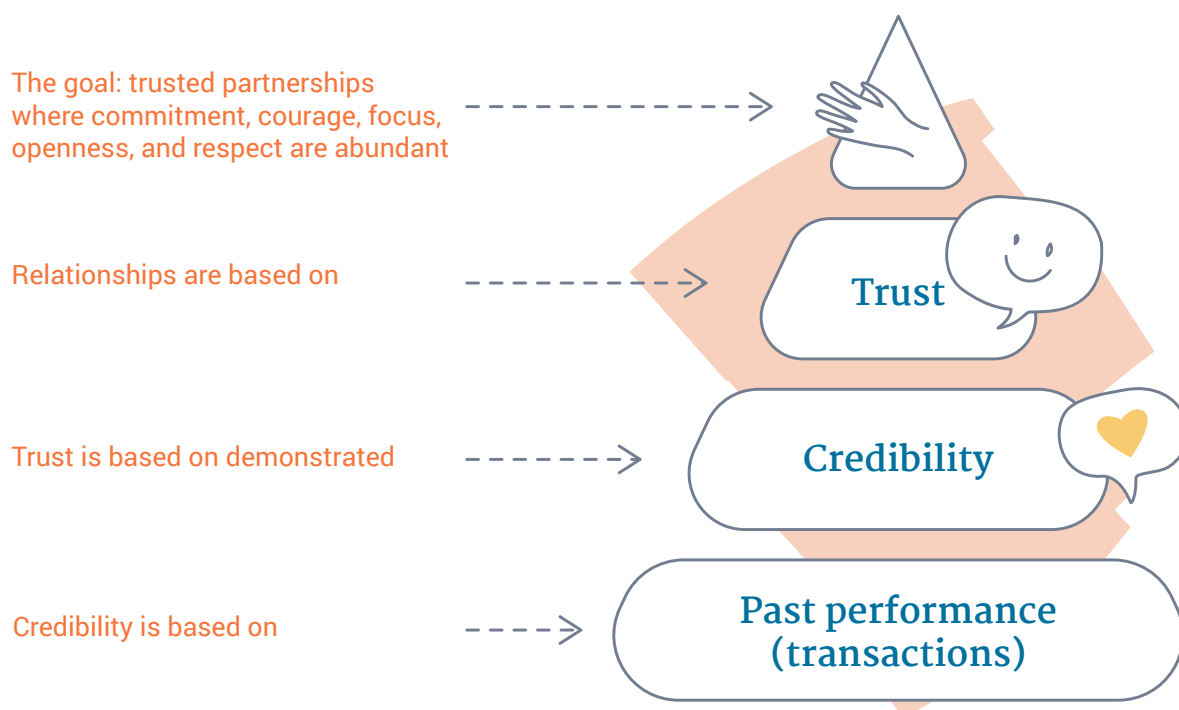 The goal: trusted partnerships
where commitment, courage, focus,
openness, and respect are abundant
Relationships are based on
Trust
Trust is based on demonstrated
Credibility
Credibility is based on
Past performance
(transactions)